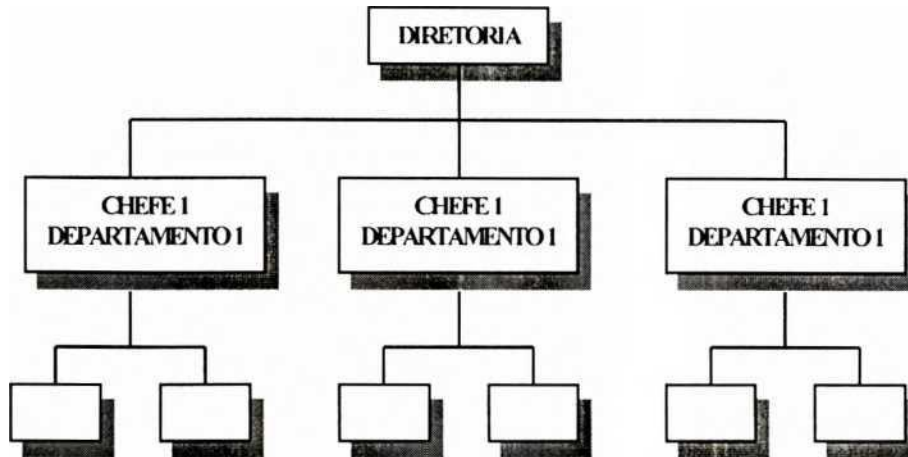 DIRETORIA
CHEFE 1
DEPARTAMENTO 1
CHEFE 1
DEPARTAMENTO 1
CHEFE 1
DEPARTAMENTO 1